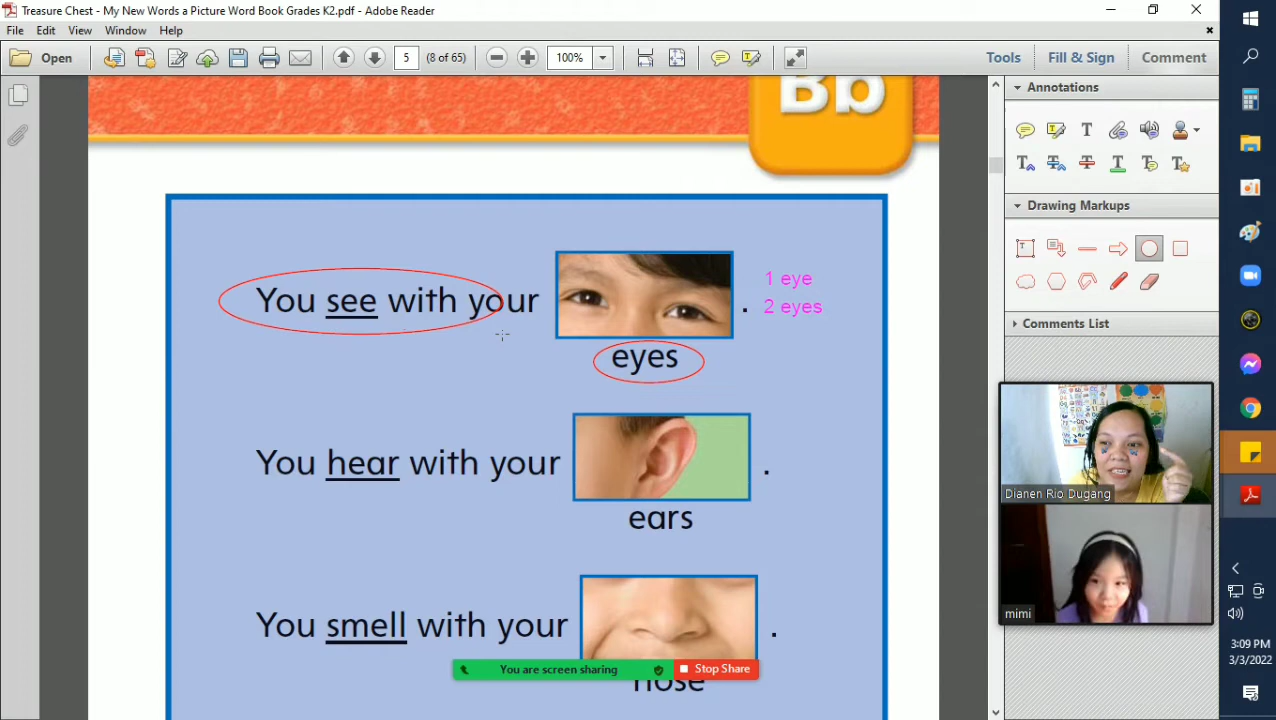 Treasure Chest - My New Words a Picture Word Book Grades K2.pdf - Adobe Reader
File Edit View Window Help
Open 5 (8 of 65) 100% Tools Fill & Sign Comment
Bb
You see with your .
eyes
1 eye
2 eyes
You hear with your .
ears
You smell with your .
nose
You are screen sharing Stop Share
Annotations
Drawing Markups
Comments List
Dianen Rio Dugang
mimi
3:09 PM
3/3/2022